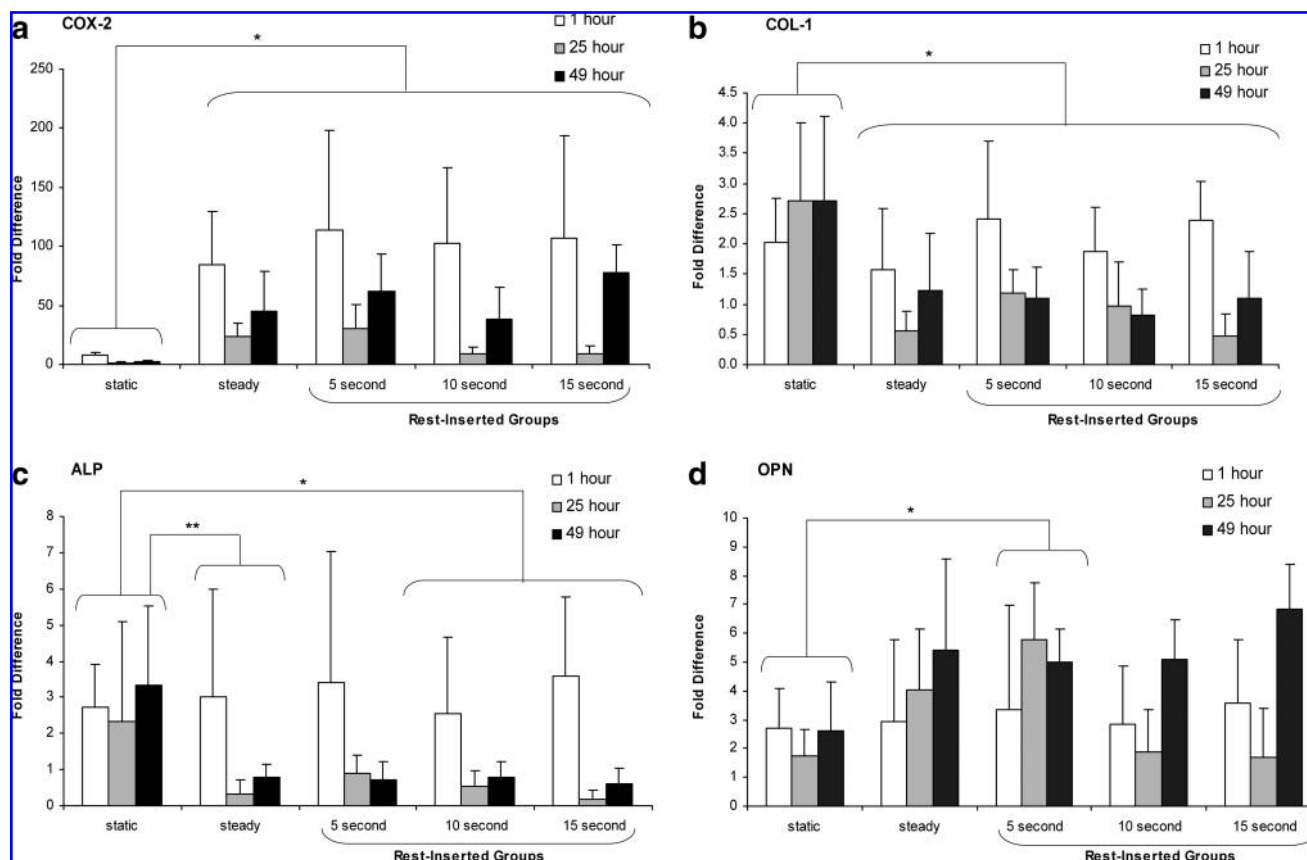 a COX-2
1 hour
25 hour
49 hour
*
250
200
150
100
50
0
Fold Difference
static steady 5 second 10 second 15 second
Rest-Inserted Groups
b COL-1
1 hour
25 hour
49 hour
*
4.5
4.0
3.5
3.0
2.5
2.0
1.5
1.0
0.5
0.0
Fold Difference
static steady 5 second 10 second 15 second
Rest-Inserted Groups
c ALP
1 hour
25 hour
49 hour
*
**
8
7
6
5
4
3
2
1
0
Fold Difference
static steady 5 second 10 second 15 second
Rest-Inserted Groups
d OPN
1 hour
25 hour
49 hour
*
10
9
8
7
6
5
4
3
2
1
0
Fold Difference
static steady 5 second 10 second 15 second
Rest-Inserted Groups